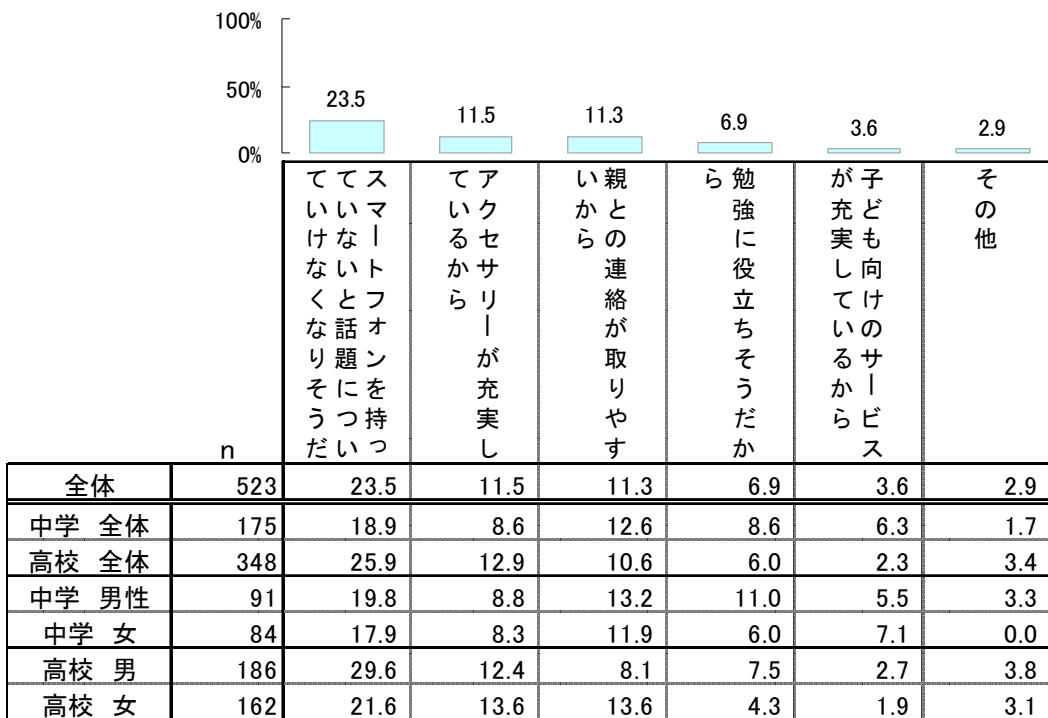 100%
50%
0%
23.5
11.5
11.3
6.9
3.6
2.9
スマートフォンを持っ
ていないと話題につい
ていけなくなりそうだ
アクセサリーが充実し
ているから
親との連絡が取りやす
いから
勉強に役立ちそうだか
ら
子ども向けのサービス
が充実しているから
その他
n
全体 523 23.5 11.5 11.3 6.9 3.6 2.9
中学 全体 175 18.9 8.6 12.6 8.6 6.3 1.7
高校 全体 348 25.9 12.9 10.6 6.0 2.3 3.4
中学 男性 91 19.8 8.8 13.2 11.0 5.5 3.3
中学 女 84 17.9 8.3 11.9 6.0 7.1 0.0
高校 男 186 29.6 12.4 8.1 7.5 2.7 3.8
高校 女 162 21.6 13.6 13.6 4.3 1.9 3.1